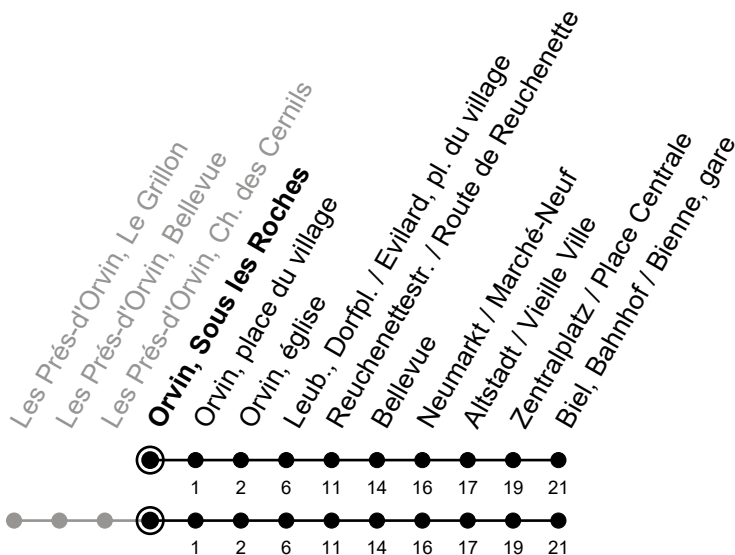 Les Prés-d'Orvin, Le Grillon
Les Prés-d'Orvin, Bellevue
Les Prés-d'Orvin, Ch. des Cernils
Orvin, Sous les Roches
Orvin, place du village
Orvin, église
Leub., Dorfpl. / Evilard, pl. du village
Reuchenettestr. / Route de Reuchenette
Bellevue
Neumarkt / Marché-Neuf
Altstadt / Vieille Ville
Zentralplatz / Place Centrale
Biel, Bahnhof / Bienne, gare
1 2 6 11 14 16 17 19 21
1 2 6 11 14 16 17 19 21